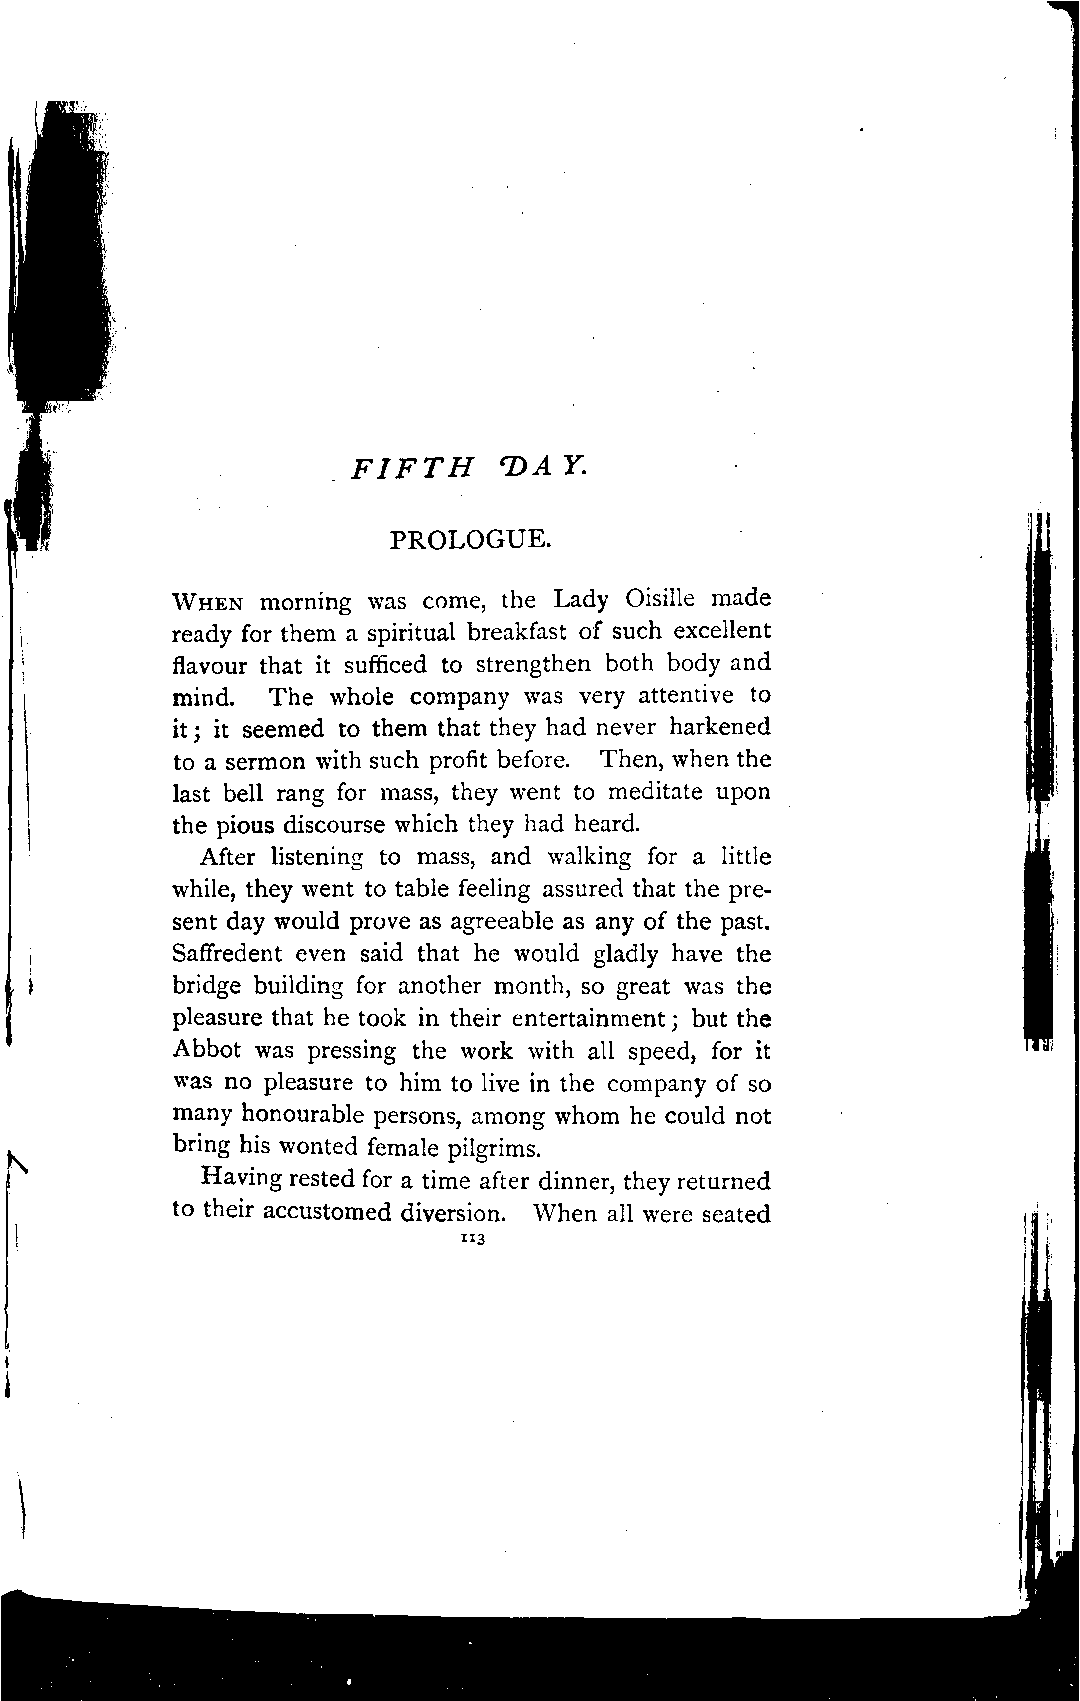 FIFTH DAY.
PROLOGUE.
WHEN morning was come, the Lady Oisille made
ready for them a spiritual breakfast of such excellent
flavour that it sufficed to strengthen both body and
mind. The whole company was very attentive to
it; it seemed to them that they had never harkened
to a sermon with such profit before. Then, when the
last bell rang for mass, they went to meditate upon
the pious discourse which they had heard.
After listening to mass, and walking for a little
while, they went to table feeling assured that the pre-
sent day would prove as agreeable as any of the past.
Saffredent even said that he would gladly have the
bridge building for another month, so great was the
pleasure that he took in their entertainment; but the
Abbot was pressing the work with all speed, for it
was no pleasure to him to live in the company of so
many honourable persons, among whom he could not
bring his wonted female pilgrims.
Having rested for a time after dinner, they returned
to their accustomed diversion. When all were seated
113